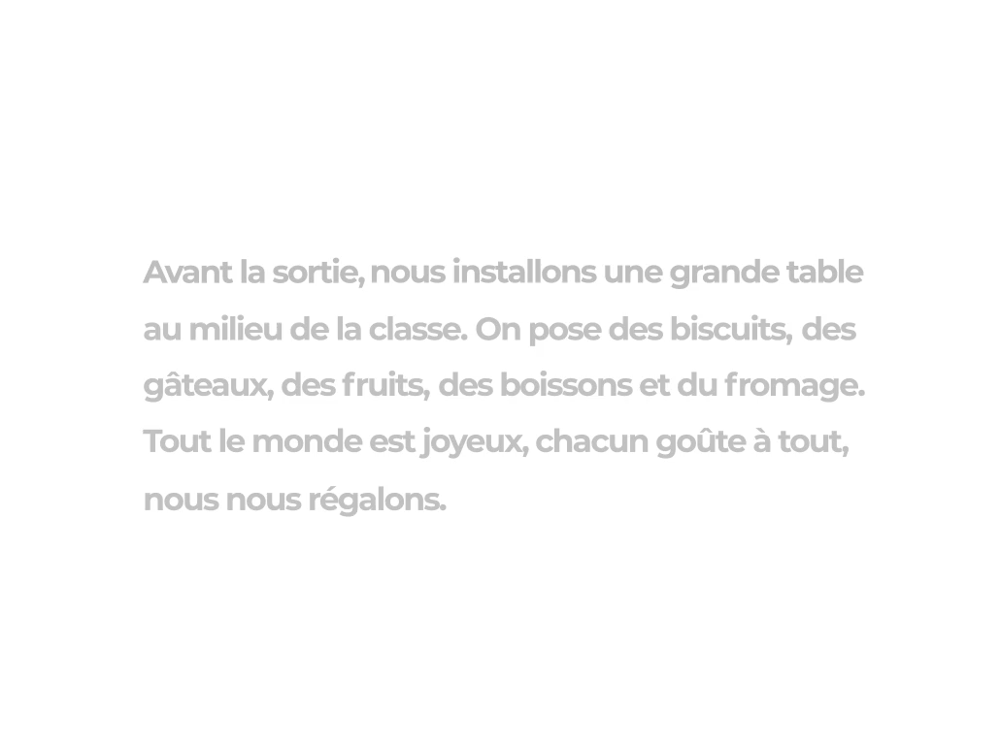 Avant la sortie, nous installons une grande table
au milieu de la classe. On pose des biscuits, des
gâteaux, des fruits, des boissons et du fromage.
Tout le monde est joyeux, chacun goûte à tout,
nous nous régalons.